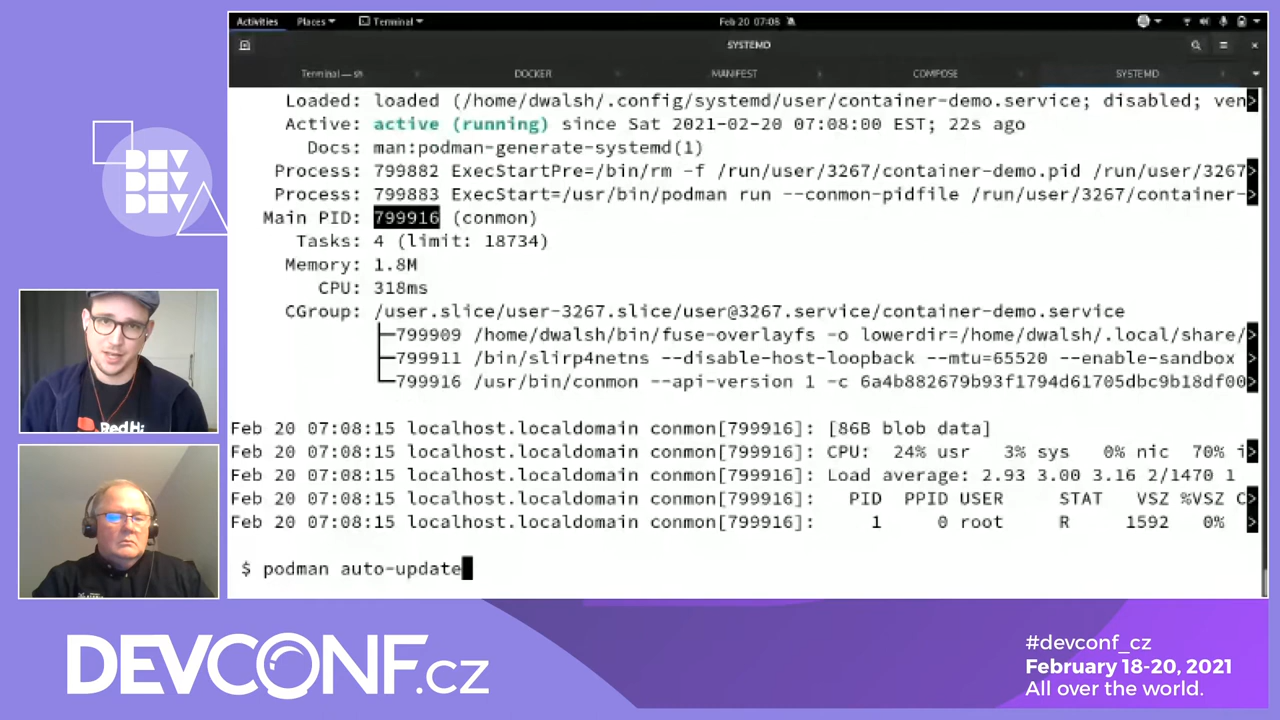 Activities Places Terminal Feb 20 07:08
SYSTEMD
Terminal — sh DOCKER MANIFEST COMPOSE SYSTEMD
Loaded: loaded (/home/dwalsh/.config/systemd/user/container-demo.service; disabled; ven>
Active: active (running) since Sat 2021-02-20 07:08:00 EST; 22s ago
Docs: man:podman-generate-systemd(1)
Process: 799882 ExecStartPre=/bin/rm -f /run/user/3267/container-demo.pid /run/user/3267>
Process: 799883 ExecStart=/usr/bin/podman run --conmon-pidfile /run/user/3267/container->
Main PID: 799916 (conmon)
Tasks: 4 (limit: 18734)
Memory: 1.8M
CPU: 318ms
CGroup: /user.slice/user-3267.slice/user@3267.service/container-demo.service
├─799909 /home/dwalsh/bin/fuse-overlayfs -o lowerdir=/home/dwalsh/.local/share/>
├─799911 /bin/slirp4netns --disable-host-loopback --mtu=65520 --enable-sandbox >
└─799916 /usr/bin/conmon --api-version 1 -c 6a4b882679b93f1794d61705dbc9b18df00>
Feb 20 07:08:15 localhost.localdomain conmon[799916]: [86B blob data]
Feb 20 07:08:15 localhost.localdomain conmon[799916]: CPU: 24% usr 3% sys 0% nic 70% i>
Feb 20 07:08:15 localhost.localdomain conmon[799916]: Load average: 2.93 3.00 3.16 2/1470 1
Feb 20 07:08:15 localhost.localdomain conmon[799916]: PID PPID USER STAT VSZ %VSZ C>
Feb 20 07:08:15 localhost.localdomain conmon[799916]: 1 0 root R 1592 0% >
$ podman auto-update
DEV
DEV
DEV
Red Ha
DEVCONF.cz
#devconf_cz
February 18-20, 2021
All over the world.